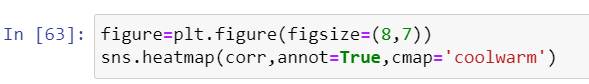 In [63]: figure=plt.figure(figsize=(8,7))
sns.heatmap(corr,annot=True,cmap='coolwarm')